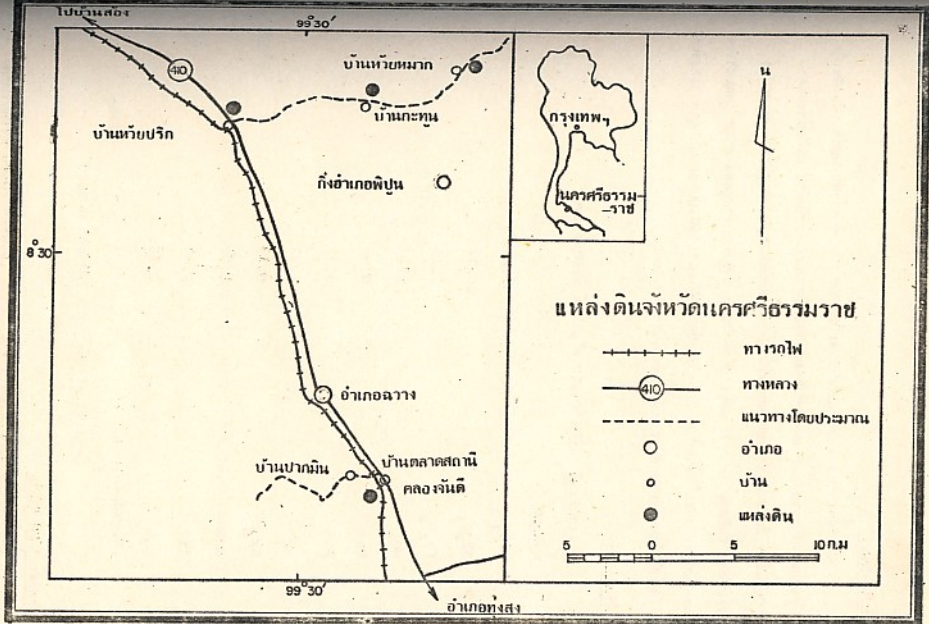 ไปบ้านส้อง
99°30′
410
บ้านห้วยหมาก
บ้านกะทูน
บ้านห้วยปริก
กิ่งอำเภอพิปูน
8°30′
อำเภอฉวาง
บ้านปากมิน
บ้านตลาดสถานี
คลองจันดี
99°30′
อำเภอทุ่งสง
กรุงเทพฯ
นครศรีธรรม
-ราช
น
แหล่งดินจังหวัดนครศรีธรรมราช
ทางรถไฟ
410 ทางหลวง
แนวทางโดยประมาณ
อำเภอ
บ้าน
แหล่งดิน
5 0 5 10 ก.ม